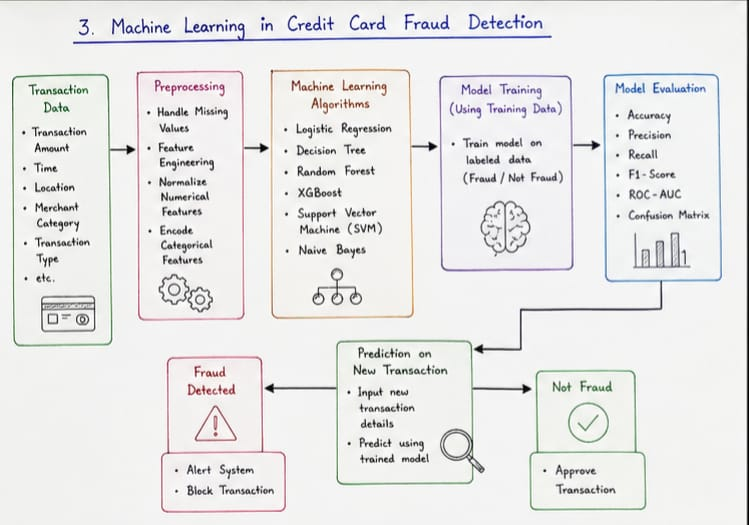 3. Machine Learning in Credit Card Fraud Detection
Transaction
Data
• Transaction
Amount
• Time
• Location
• Merchant
Category
• Transaction
Type
• etc.
Preprocessing
• Handle Missing
Values
• Feature
Engineering
• Normalize
Numerical
Features
• Encode
Categorical
Features
Machine Learning
Algorithms
• Logistic Regression
• Decision Tree
• Random Forest
• XGBoost
• Support Vector
Machine (SVM)
• Naive Bayes
Model Training
(Using Training Data)
• Train model on
labeled data
(Fraud / Not Fraud)
Model Evaluation
• Accuracy
• Precision
• Recall
• F1-Score
• ROC-AUC
• Confusion Matrix
Fraud
Detected
• Alert System
• Block Transaction
Prediction on
New Transaction
• Input new
transaction
details
• Predict using
trained model
Not Fraud
• Approve
Transaction